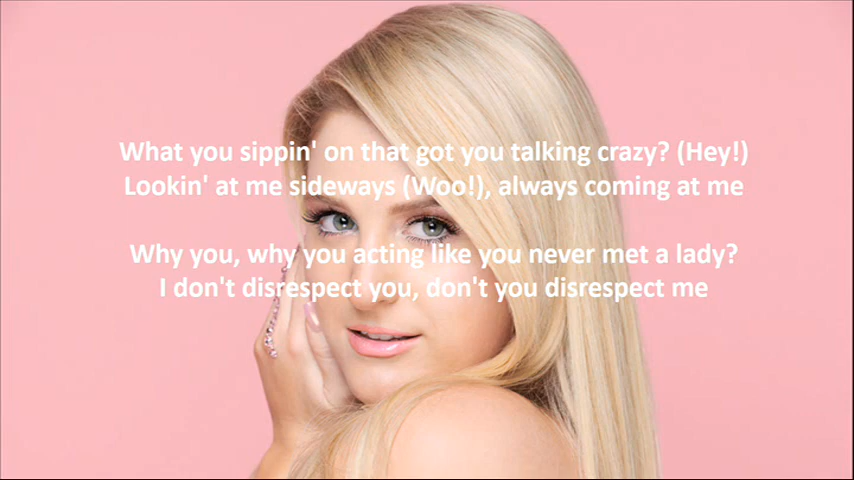 What you sippin' on that got you talking crazy? (Hey!)
Lookin' at me sideways (Woo!), always coming at me
Why you, why you acting like you never met a lady?
I don't disrespect you, don't you disrespect me